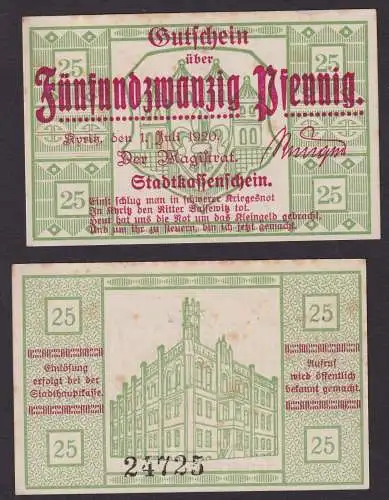 Gutschein
über
25 25
Fünfundzwanzig Pfennig.
Kyritz, den 1. Juli 1920.
Der Magistrat.
Stadtkassenschein.
Einst schlug man in schwerer Kriegesnot
In Kyritz den Ritter Bassewitz tot.
Heut hat uns die Not um das Kleingeld gebracht,
Und um ihr zu steuern, bin ich jetzt gemacht.
25 25
Einlösung
erfolgt bei der
Stadthauptkasse.
Aufruf
wird öffentlich
bekannt gemacht.
25 25
24725